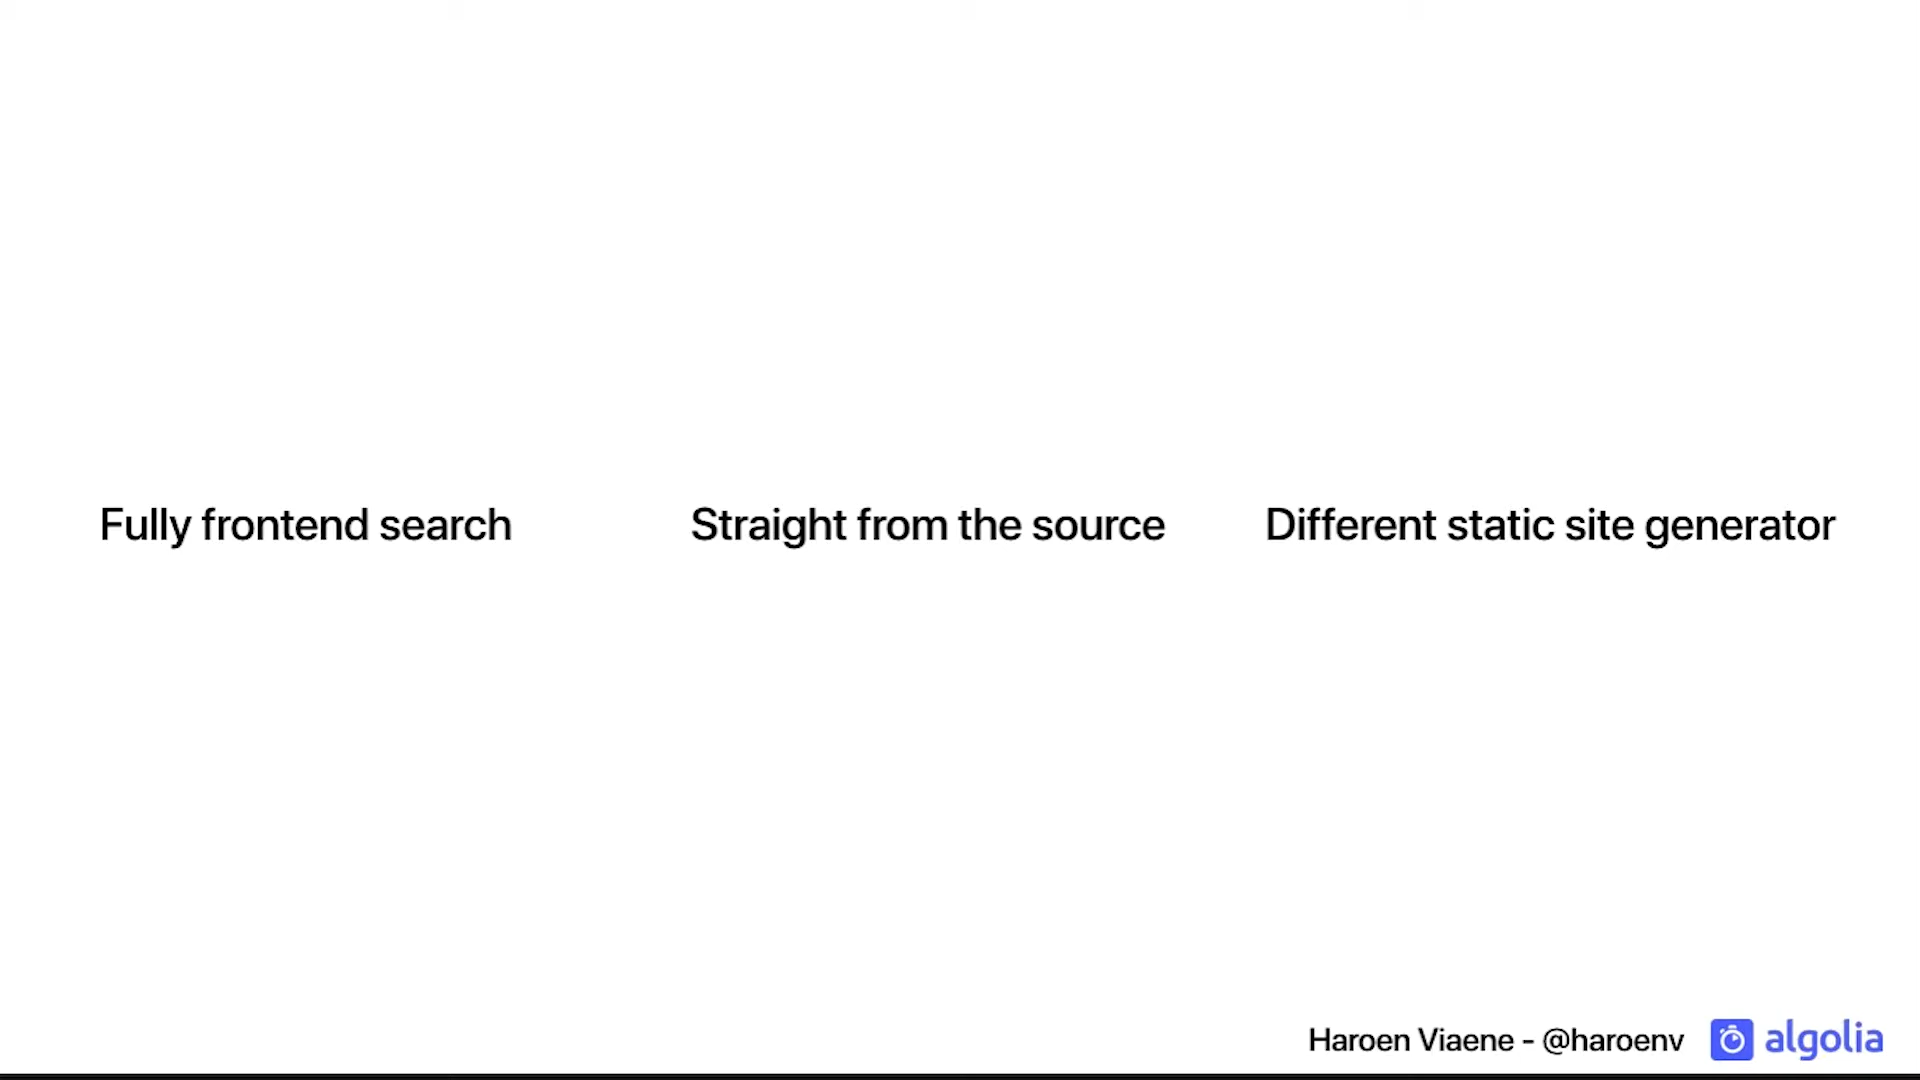 Fully frontend search
Straight from the source
Different static site generator
Haroen Viaene - @haroenv
algolia